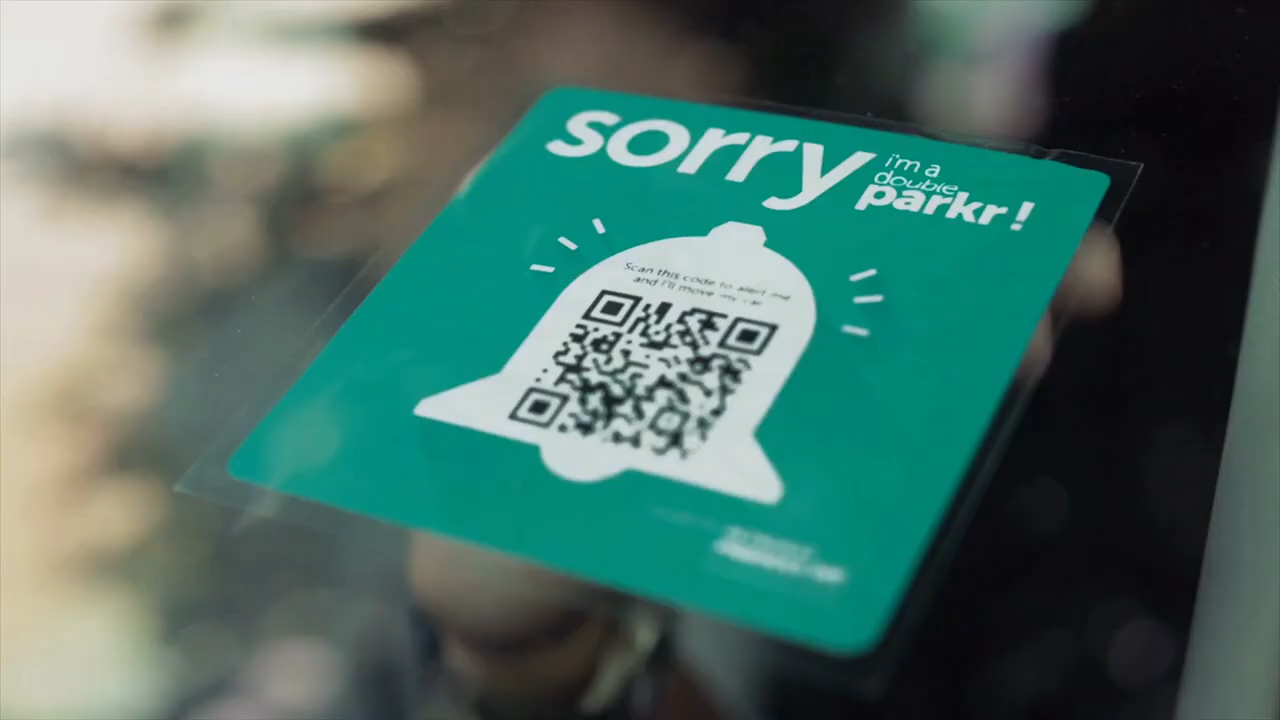 sorry
i'm a
double
parkr!
Scan this code to alert me
and I'll move my car